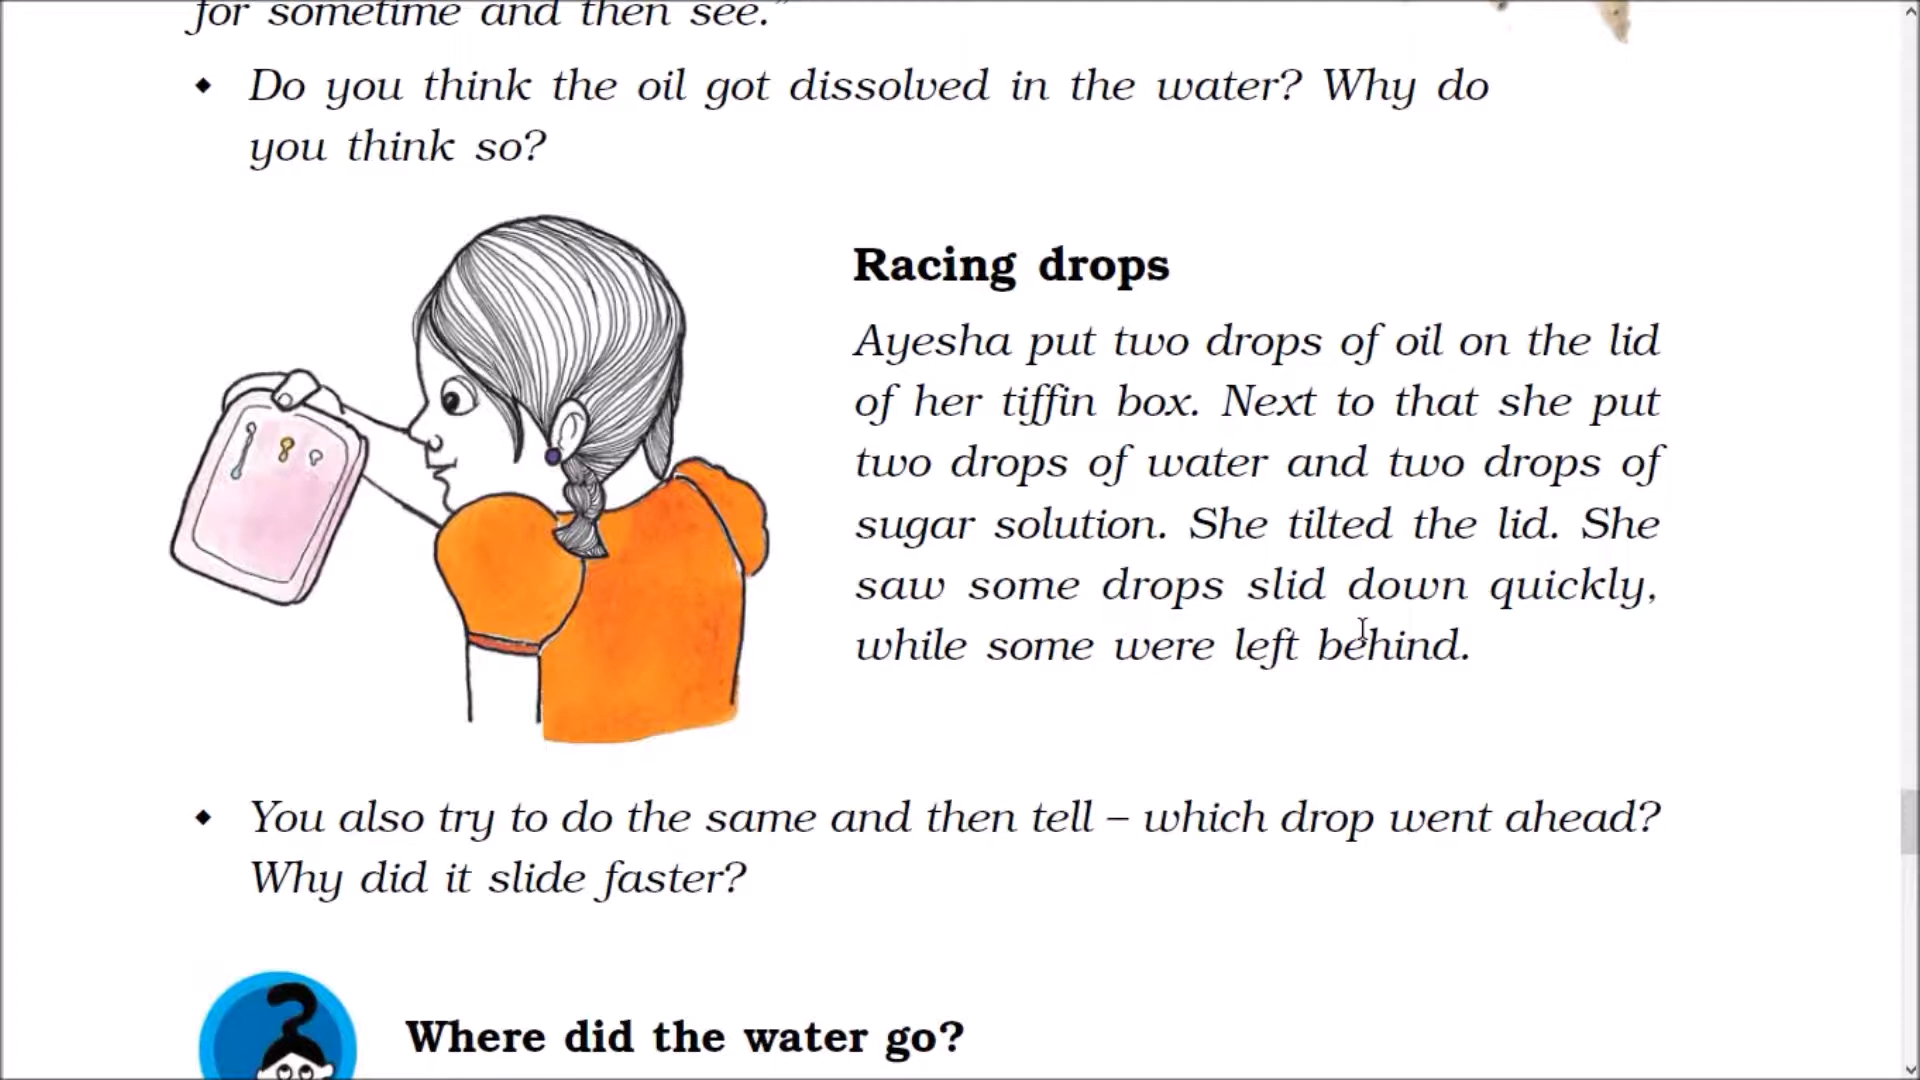 for sometime and then see."
◆ Do you think the oil got dissolved in the water? Why do
you think so?
Racing drops
Ayesha put two drops of oil on the lid
of her tiffin box. Next to that she put
two drops of water and two drops of
sugar solution. She tilted the lid. She
saw some drops slid down quickly,
while some were left behind.
◆ You also try to do the same and then tell – which drop went ahead?
Why did it slide faster?
Where did the water go?